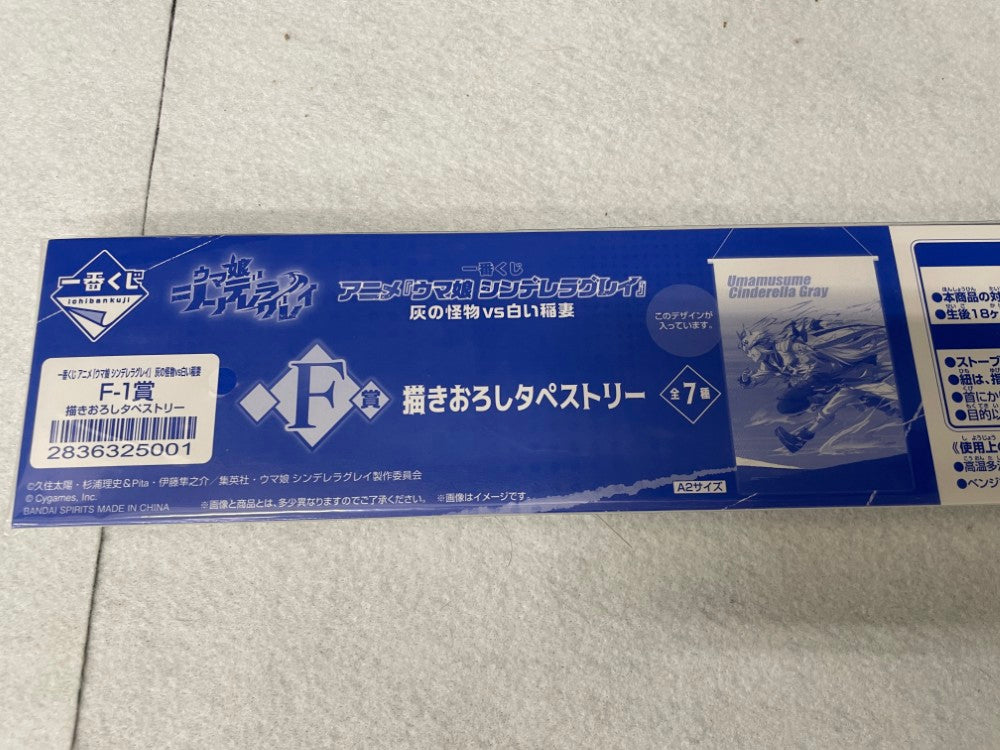 一番くじ
ichibankuji
ウマ娘
シンデレラグレイ
一番くじ
アニメ『ウマ娘 シンデレラグレイ』
灰の怪物vs白い稲妻
このデザインが
入っています。
Umamusume
Cinderella Gray
一番くじ アニメ『ウマ娘 シンデレラグレイ』 灰の怪物vs白い稲妻
F-1賞
描きおろしタペストリー
2836325001
F賞
描きおろしタペストリー
全7種
A2サイズ
©久住太陽・杉浦理史&Pita・伊藤隼之介/集英社・ウマ娘 シンデレラグレイ製作委員会
© Cygames, Inc.
※画像と商品とは、多少異なりますのでご了承ください。 ※画像はイメージです。
BANDAI SPIRITS MADE IN CHINA
●本商品の対
●生後18ヶ
●ストーブ
●紐は、
●首にか
●目的以
《使用上の
●高温多
●ベンジ